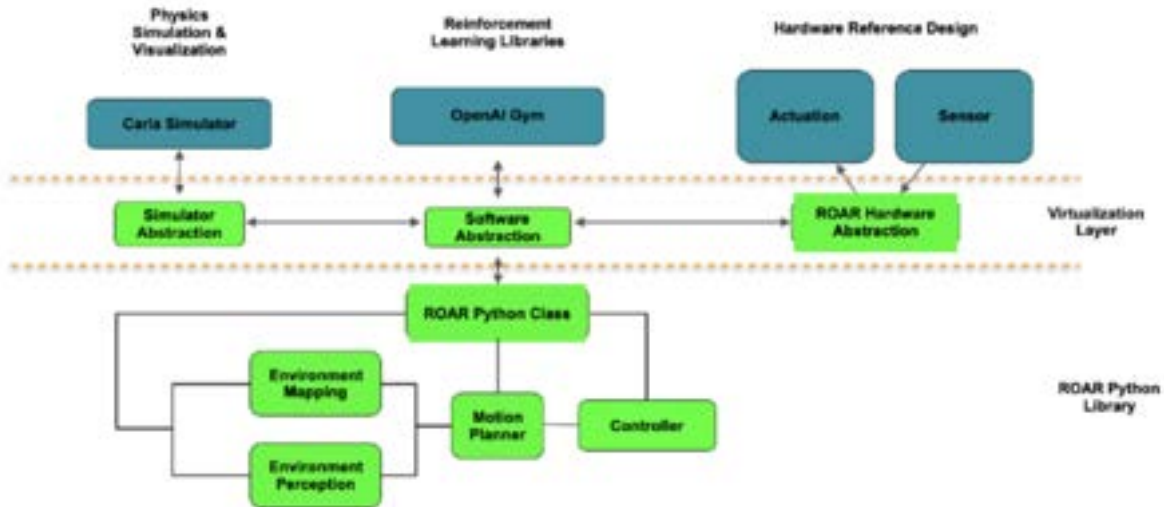 Physics
Simulation &
Visualization
Reinforcement
Learning Libraries
Hardware Reference Design
Carla Simulator
OpenAI Gym
Actuation
Sensor
Simulator
Abstraction
Software
Abstraction
ROAR Hardware
Abstraction
Virtualization
Layer
ROAR Python Class
Environment
Mapping
Motion
Planner
Controller
Environment
Perception
ROAR Python
Library